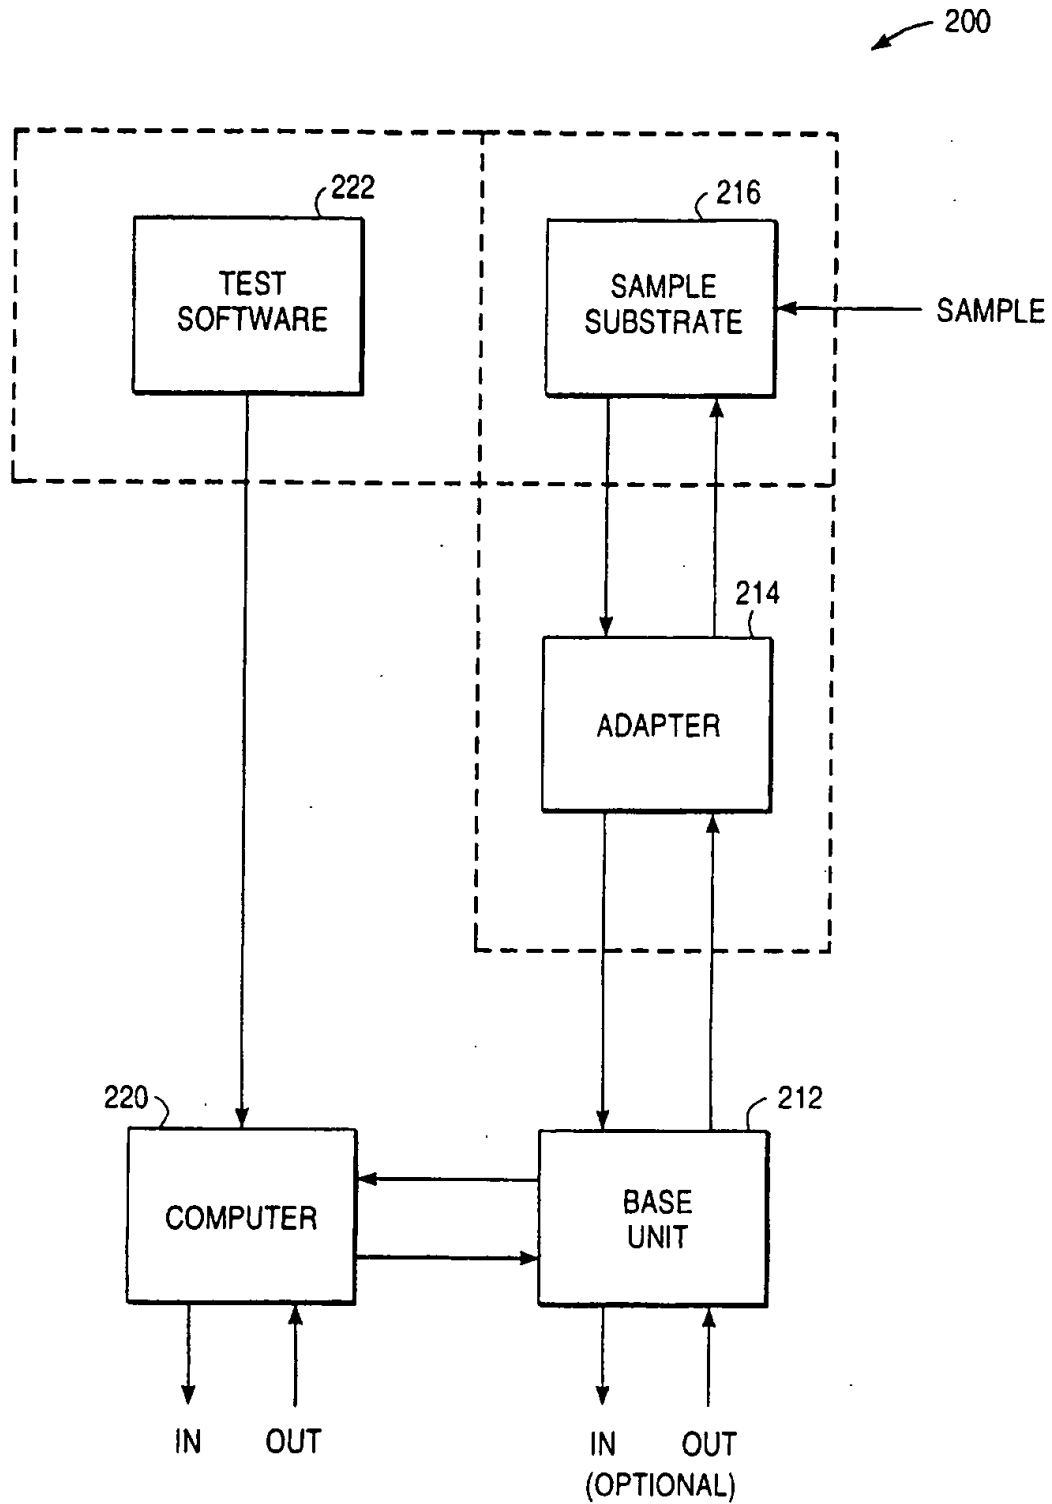 200
222
216
TEST
SOFTWARE
SAMPLE
SUBSTRATE
SAMPLE
214
ADAPTER
220
212
COMPUTER
BASE
UNIT
IN
OUT
IN
OUT
(OPTIONAL)